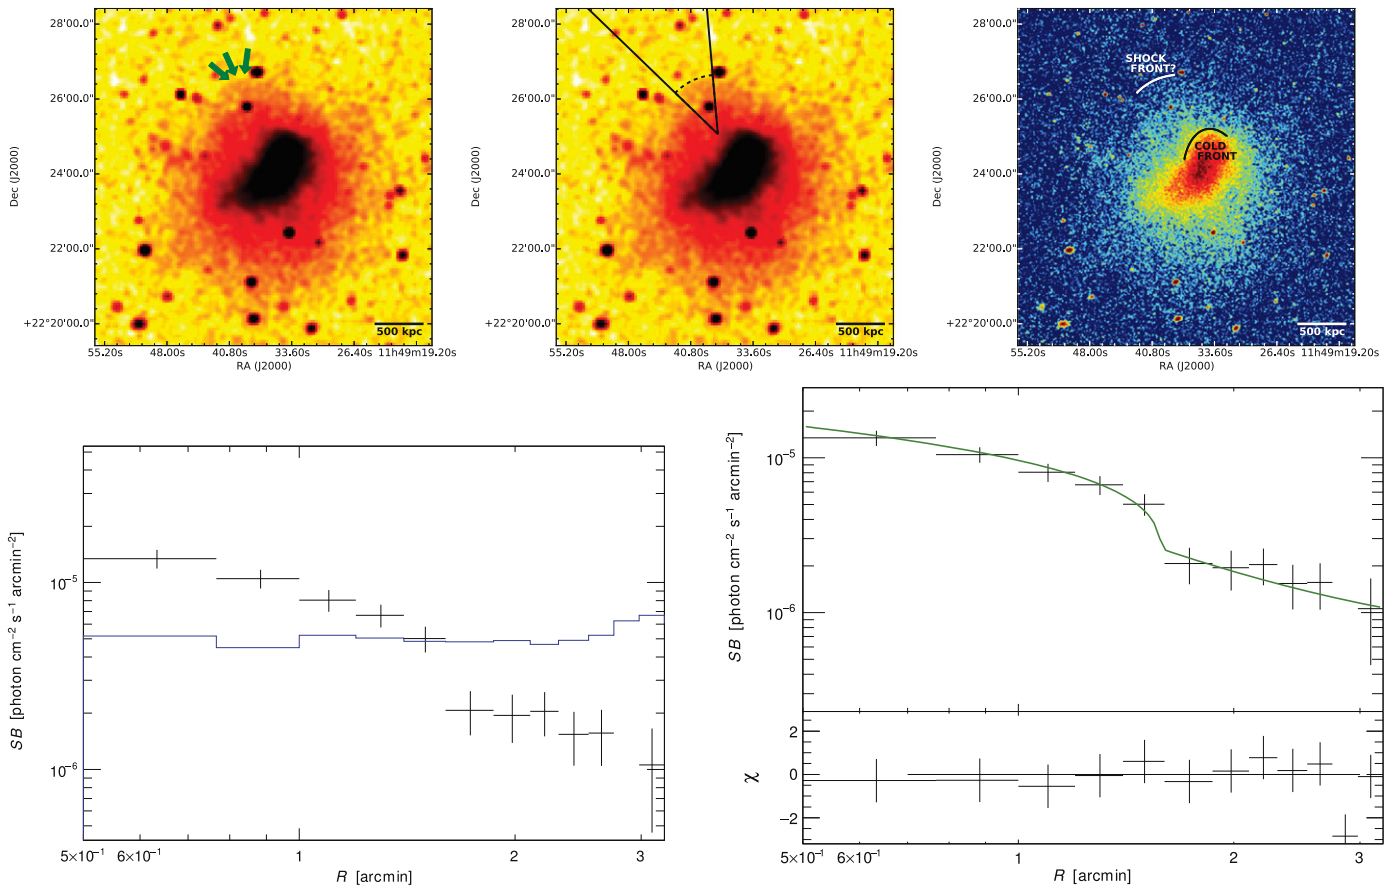 28'00.0"
26'00.0"
24'00.0"
22'00.0"
+22°20'00.0"
Dec (J2000)
500 kpc
55.20s 48.00s 40.80s 33.60s 26.40s 11h49m19.20s
RA (J2000)
28'00.0"
26'00.0"
24'00.0"
22'00.0"
+22°20'00.0"
Dec (J2000)
500 kpc
55.20s 48.00s 40.80s 33.60s 26.40s 11h49m19.20s
RA (J2000)
28'00.0"
26'00.0"
24'00.0"
22'00.0"
+22°20'00.0"
Dec (J2000)
SHOCK
FRONT?
COLD
FRONT
500 kpc
55.20s 48.00s 40.80s 33.60s 26.40s 11h49m19.20s
RA (J2000)
SB [photon cm⁻² s⁻¹ arcmin⁻²]
10⁻⁵
10⁻⁶
5×10⁻¹ 6×10⁻¹ 1 2 3
R [arcmin]
SB [photon cm⁻² s⁻¹ arcmin⁻²]
10⁻⁵
10⁻⁶
χ
2
0
−2
5×10⁻¹ 6×10⁻¹ 1 2 3
R [arcmin]